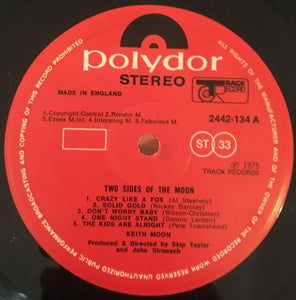 ALL RIGHTS OF THE MANUFACTURER AND OF THE OWNER OF THE RECORDED WORK RESERVED. UNAUTHORIZED PUBLIC PERFORMANCE BROADCASTING AND COPYING OF THIS RECORD PROHIBITED
polydor
STEREO
MADE IN ENGLAND
TRACK
RECORD
1.Copyright Control 2.Rondor M.
3.Essex M. Int. 4.Intersong M. 5.Fabulous M.
2442-134 A
ST 33
℗ 1975
TRACK RECORDS
TWO SIDES OF THE MOON
1. CRAZY LIKE A FOX (Al Staehely)
2. SOLID GOLD (Nickey Barclay)
3. DON'T WORRY BABY (Wilson-Christian)
4. ONE NIGHT STAND (Dennis Larden)
5. THE KIDS ARE ALRIGHT (Pete Townshend)
KEITH MOON
Produced & Directed by Skip Taylor
and John Stronach